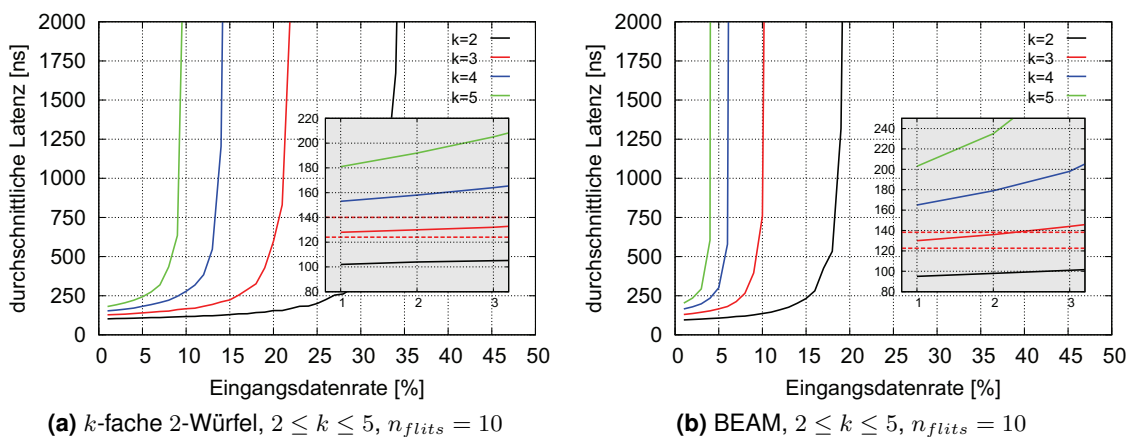 durchschnittliche Latenz [ns]
2000
1750
1500
1250
1000
750
500
250
0
0 5 10 15 20 25 30 35 40 45 50
Eingangsdatenrate [%]
k=2
k=3
k=4
k=5
220
200
180
160
140
120
100
80
1 2 3
(a) k-fache 2-Würfel, 2 ≤ k ≤ 5, n_flits = 10
durchschnittliche Latenz [ns]
2000
1750
1500
1250
1000
750
500
250
0
0 5 10 15 20 25 30 35 40 45 50
Eingangsdatenrate [%]
k=2
k=3
k=4
k=5
240
220
200
180
160
140
120
100
80
1 2 3
(b) BEAM, 2 ≤ k ≤ 5, n_flits = 10